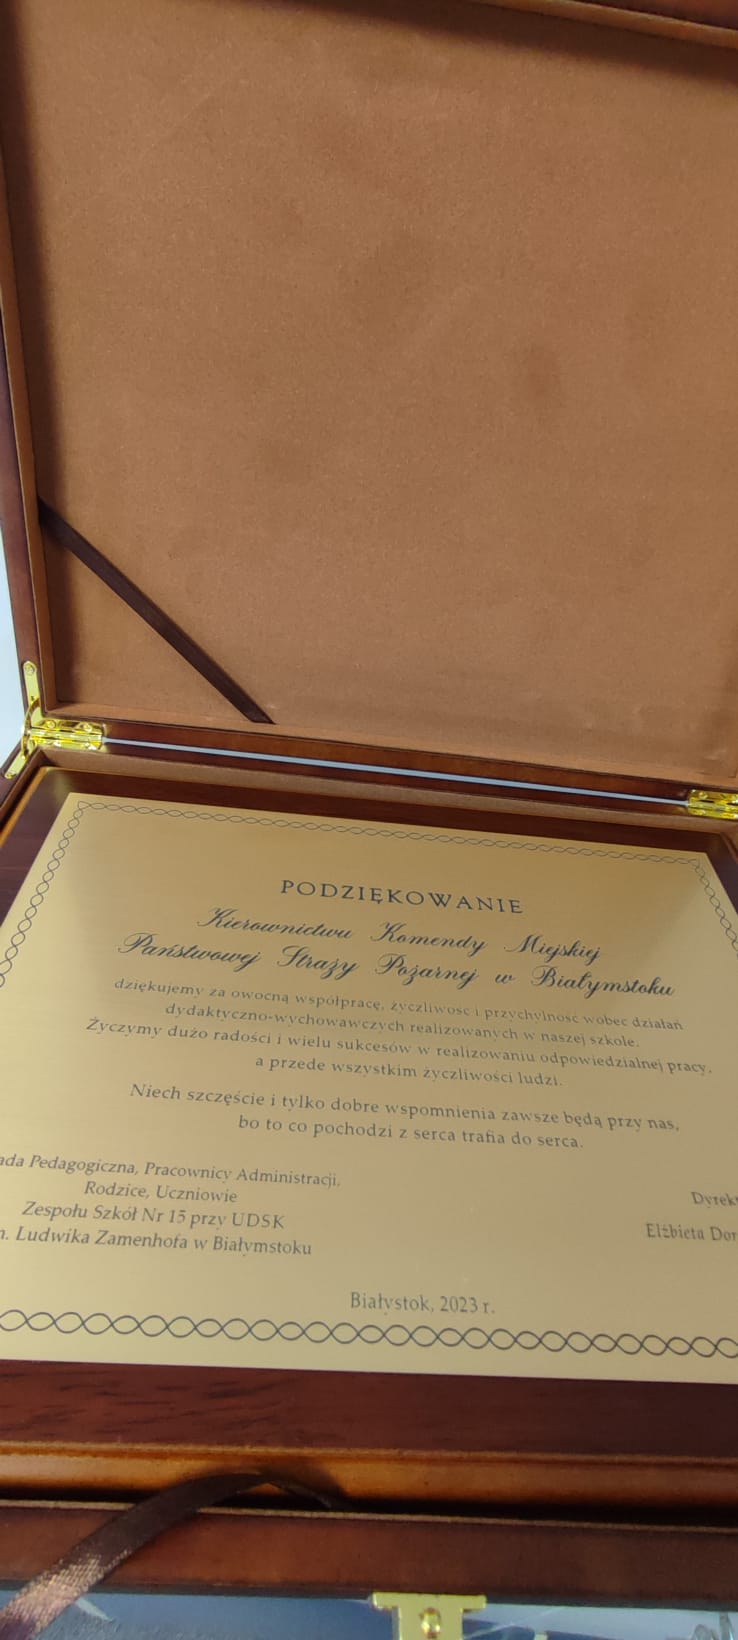 PODZIĘKOWANIE
Kierownictwu Komendy Miejskiej
Państwowej Straży Pożarnej w Białymstoku
dziękujemy za owocną współpracę, życzliwość i przychylność wobec działań
dydaktyczno-wychowawczych realizowanych w naszej szkole.
Życzymy dużo radości i wielu sukcesów w realizowaniu odpowiedzialnej pracy,
a przede wszystkim życzliwości ludzi.
Niech szczęście i tylko dobre wspomnienia zawsze będą przy nas,
bo to co pochodzi z serca trafia do serca.
Pedagogiczna, Pracownicy Administracji,
Rodzice, Uczniowie
Zespołu Szkół Nr 15 przy UDSK
Ludwika Zamenhofa w Białymstoku
Elżbieta
Białystok, 2023 r.